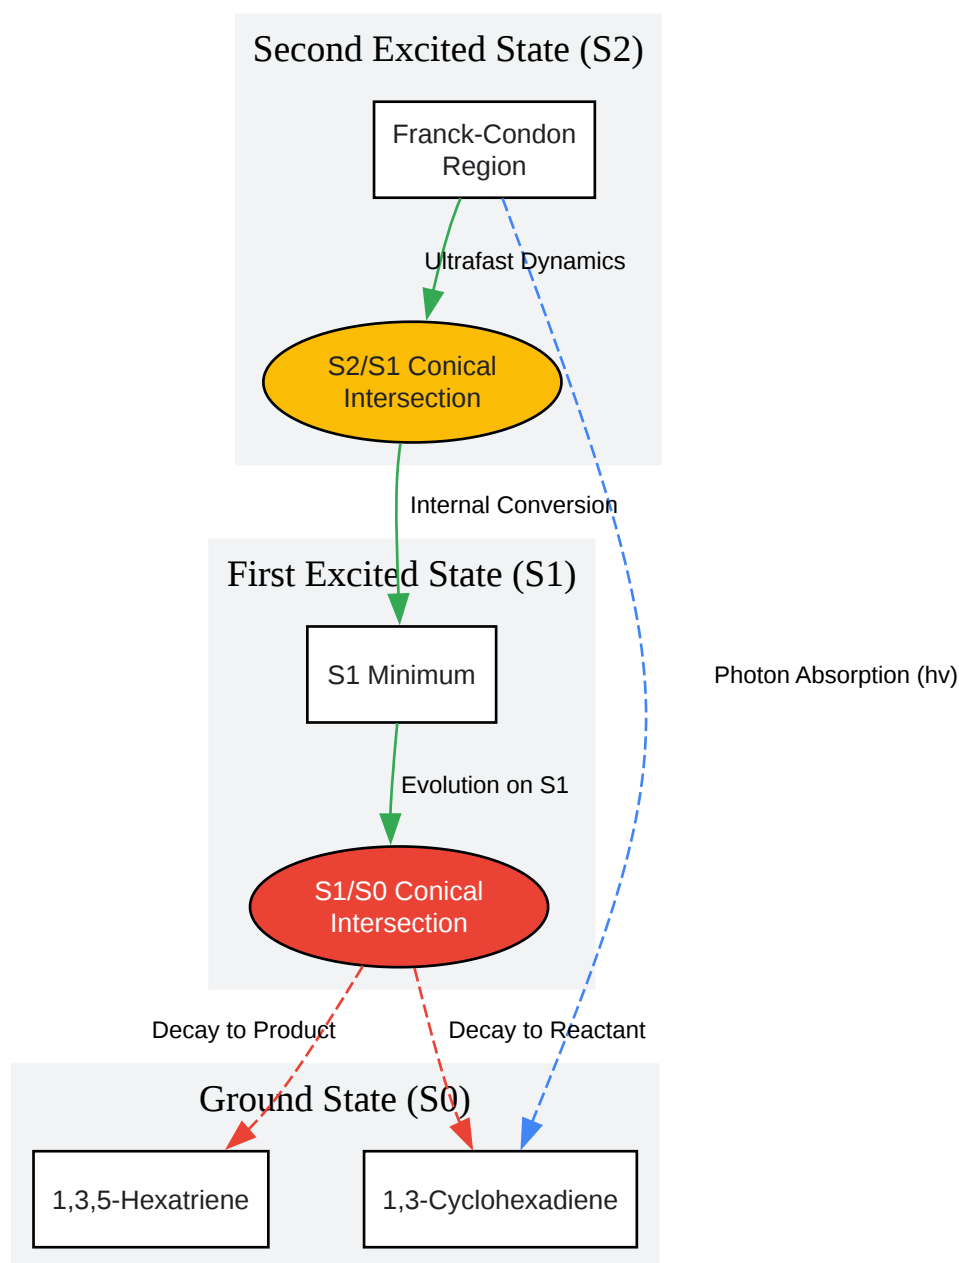 Second Excited State (S2)
Franck-Condon
Region
Ultrafast Dynamics
S2/S1 Conical
Intersection
Internal Conversion
First Excited State (S1)
S1 Minimum
Photon Absorption (hv)
Evolution on S1
S1/S0 Conical
Intersection
Decay to Product
Decay to Reactant
Ground State (S0)
1,3,5-Hexatriene
1,3-Cyclohexadiene